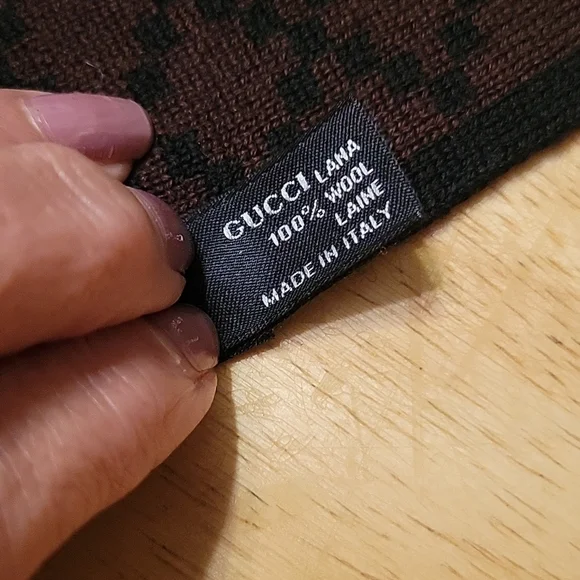 GUCCI LANA
100% WOOL
LAINE
MADE IN ITALY